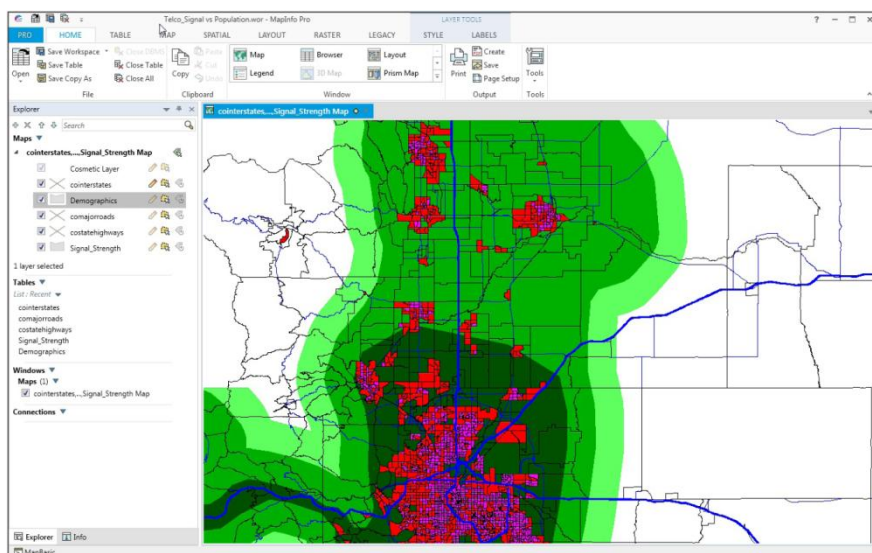 Telco_Signal vs Population.wor - MapInfo Pro
LAYER TOOLS
PRO HOME TABLE MAP SPATIAL LAYOUT RASTER LEGACY STYLE LABELS
Open
Save Workspace
Save Table
Save Copy As
Close DBMS
Close Table
Close All
File
Copy
Paste
Cut
Undo
Clipboard
Map
Browser
Layout
Legend
3D Map
Prism Map
Window
Print
Create
Save
Page Setup
Output
Tools
Tools
Explorer
Search
Maps
cointerstates,...,Signal_Strength Map
Cosmetic Layer
cointerstates
Demographics
comajorroads
costatehighways
Signal_Strength
1 layer selected
Tables
List / Recent
cointerstates
comajorroads
costatehighways
Signal_Strength
Demographics
Windows
Maps (1)
cointerstates,...,Signal_Strength Map
Connections
Explorer
Info
MapBasic
cointerstates,...,Signal_Strength Map